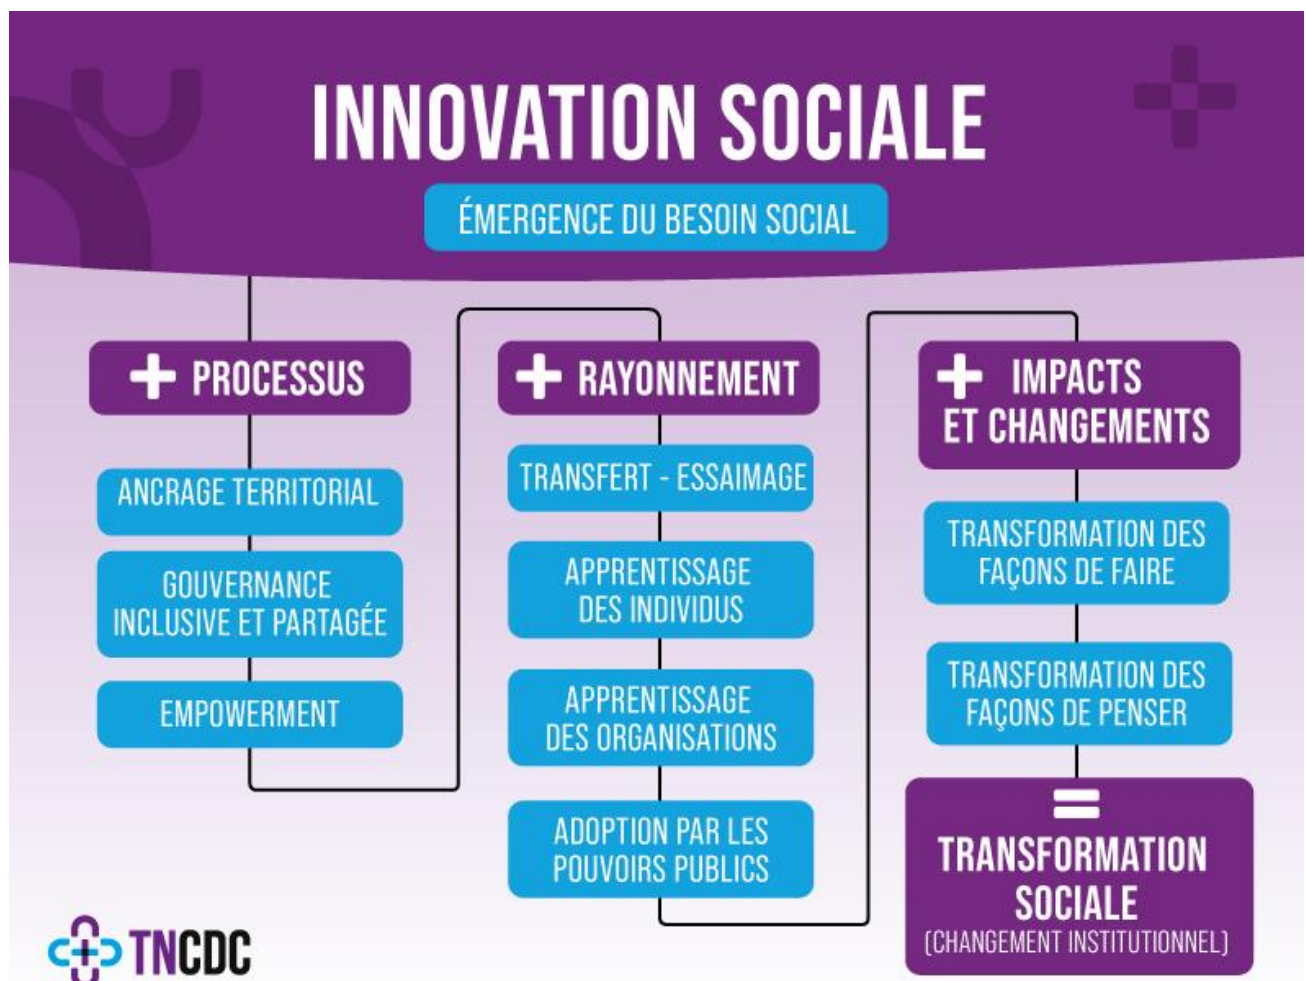 INNOVATION SOCIALE
ÉMERGENCE DU BESOIN SOCIAL
+ PROCESSUS
ANCRAGE TERRITORIAL
GOUVERNANCE
INCLUSIVE ET PARTAGÉE
EMPOWERMENT
+ RAYONNEMENT
TRANSFERT - ESSAIMAGE
APPRENTISSAGE
DES INDIVIDUS
APPRENTISSAGE
DES ORGANISATIONS
ADOPTION PAR LES
POUVOIRS PUBLICS
+ IMPACTS
ET CHANGEMENTS
TRANSFORMATION DES
FAÇONS DE FAIRE
TRANSFORMATION DES
FAÇONS DE PENSER
=
TRANSFORMATION
SOCIALE
(CHANGEMENT INSTITUTIONNEL)
TNCDC